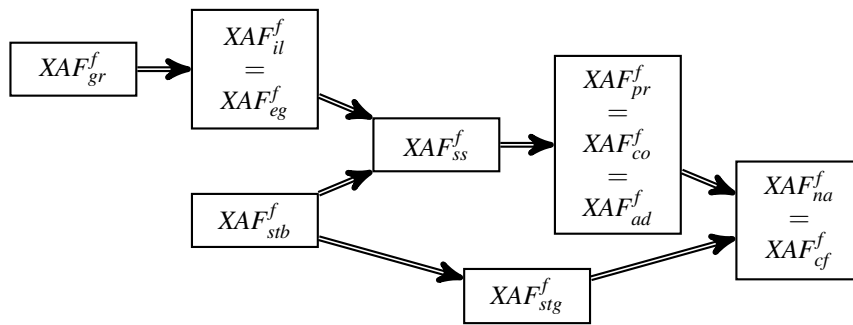 XAF^f_gr
XAF^f_il
=
XAF^f_eg
XAF^f_ss
XAF^f_stb
XAF^f_pr
=
XAF^f_co
=
XAF^f_ad
XAF^f_stg
XAF^f_na
=
XAF^f_cf